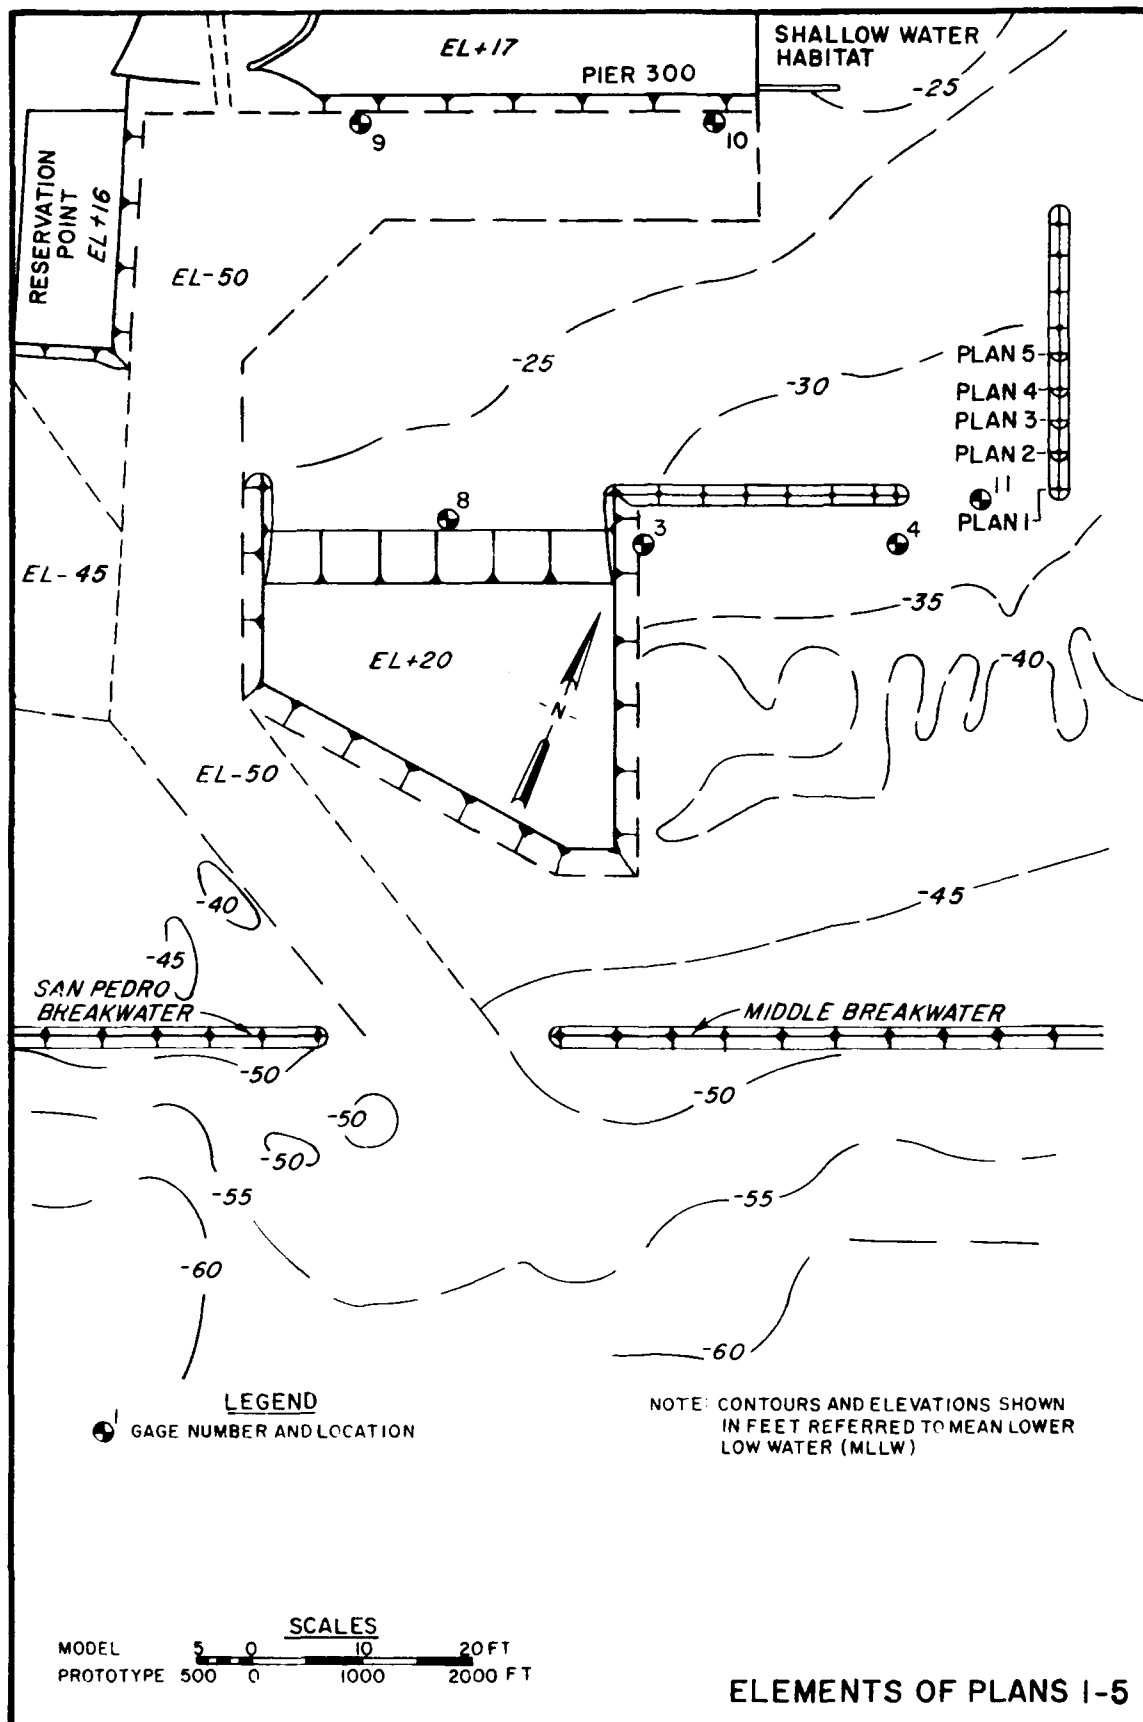 EL+17
SHALLOW WATER
HABITAT
PIER 300
-25
9
10
RESERVATION
POINT
EL+16
EL-50
-25
-30
PLAN 5
PLAN 4
PLAN 3
PLAN 2
PLAN 1
11
8
3
4
EL-45
-35
EL+20
-40
-N-
EL-50
-40
-45
-45
SAN PEDRO
BREAKWATER
MIDDLE BREAKWATER
-50
-50
-50
-50
-55
-55
-60
-60
LEGEND
1
GAGE NUMBER AND LOCATION
NOTE: CONTOURS AND ELEVATIONS SHOWN
IN FEET REFERRED TO MEAN LOWER
LOW WATER (MLLW)
SCALES
MODEL 5 0 10 20 FT
PROTOTYPE 500 0 1000 2000 FT
ELEMENTS OF PLANS 1-5